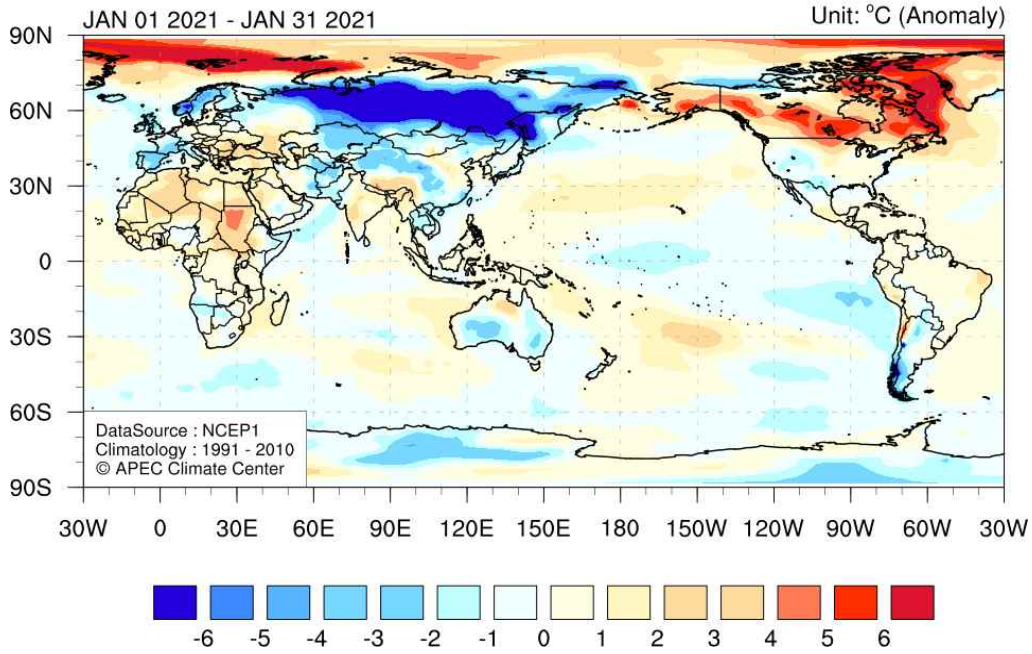 JAN 01 2021 - JAN 31 2021
Unit: °C (Anomaly)
90N
60N
30N
0
30S
60S
90S
DataSource : NCEP1
Climatology : 1991 - 2010
© APEC Climate Center
30W 0 30E 60E 90E 120E 150E 180 150W 120W 90W 60W 30W
-6 -5 -4 -3 -2 -1 0 1 2 3 4 5 6